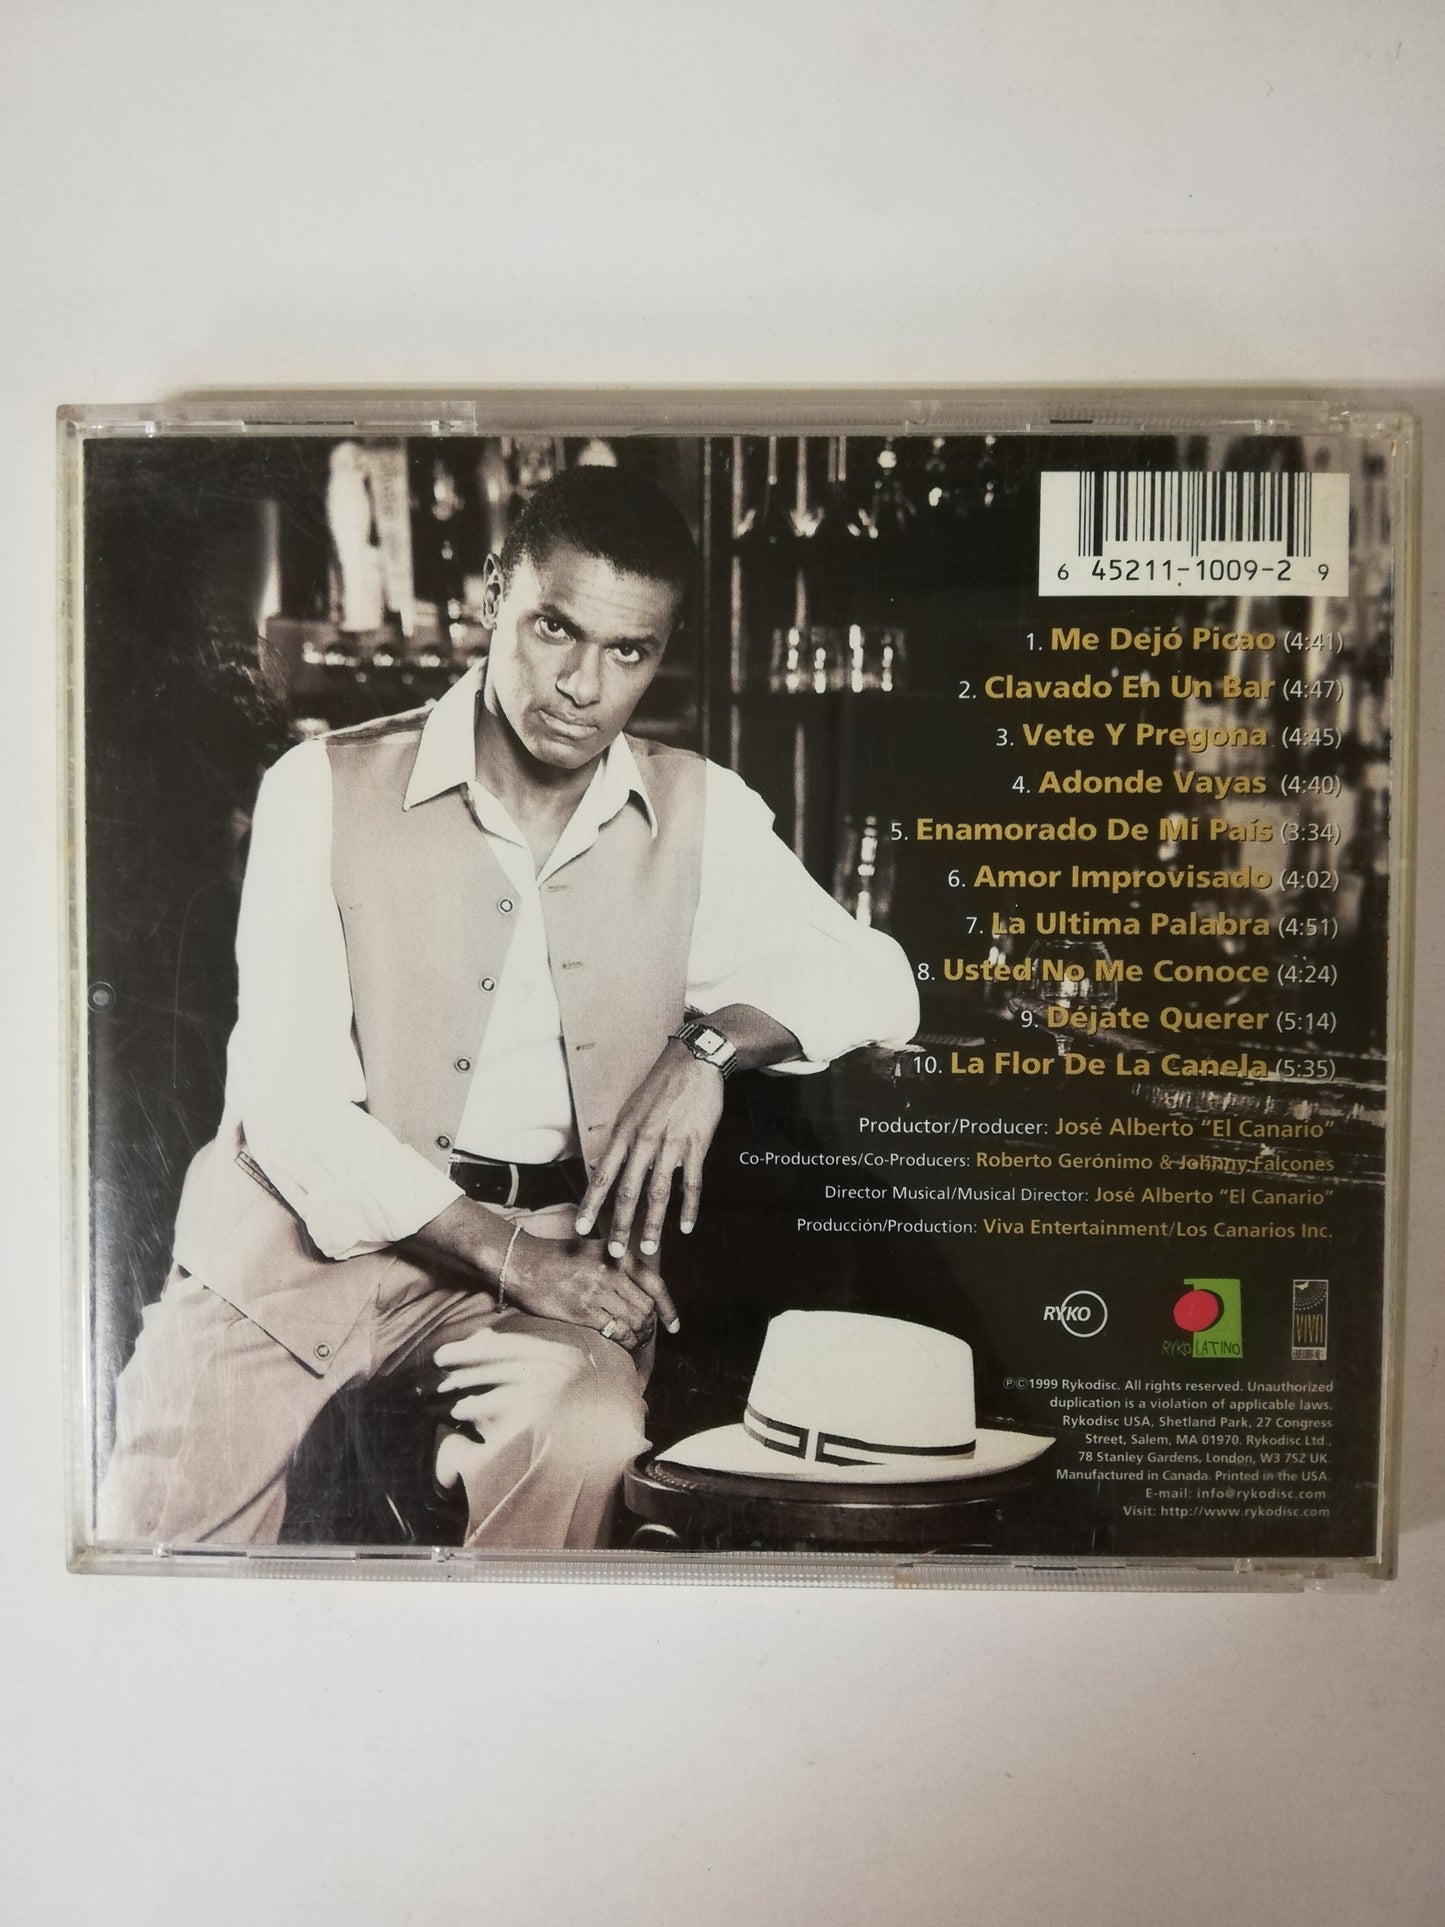 6 45211-1009-2 9
1. Me Dejó Picao (4:41)
2. Clavado En Un Bar (4:47)
3. Vete Y Pregona (4:45)
4. Adonde Vayas (4:40)
5. Enamorado De Mi País (3:34)
6. Amor Improvisado (4:02)
7. La Ultima Palabra (4:51)
8. Usted No Me Conoce (4:24)
9. Déjate Querer (5:14)
10. La Flor De La Canela (5:35)
Productor/Producer: José Alberto "El Canario"
Co-Productores/Co-Producers: Roberto Gerónimo & Johnny Falcones
Director Musical/Musical Director: José Alberto "El Canario"
Producción/Production: Viva Entertainment/Los Canarios Inc.
RYKO
RYKO LATINO
VIVA
℗©1999 Rykodisc. All rights reserved. Unauthorized
duplication is a violation of applicable laws.
Rykodisc USA, Shetland Park, 27 Congress
Street, Salem, MA 01970. Rykodisc Ltd.,
78 Stanley Gardens, London, W3 7SZ UK.
Manufactured in Canada. Printed in the USA.
E-mail: info@rykodisc.com
Visit: http://www.rykodisc.com